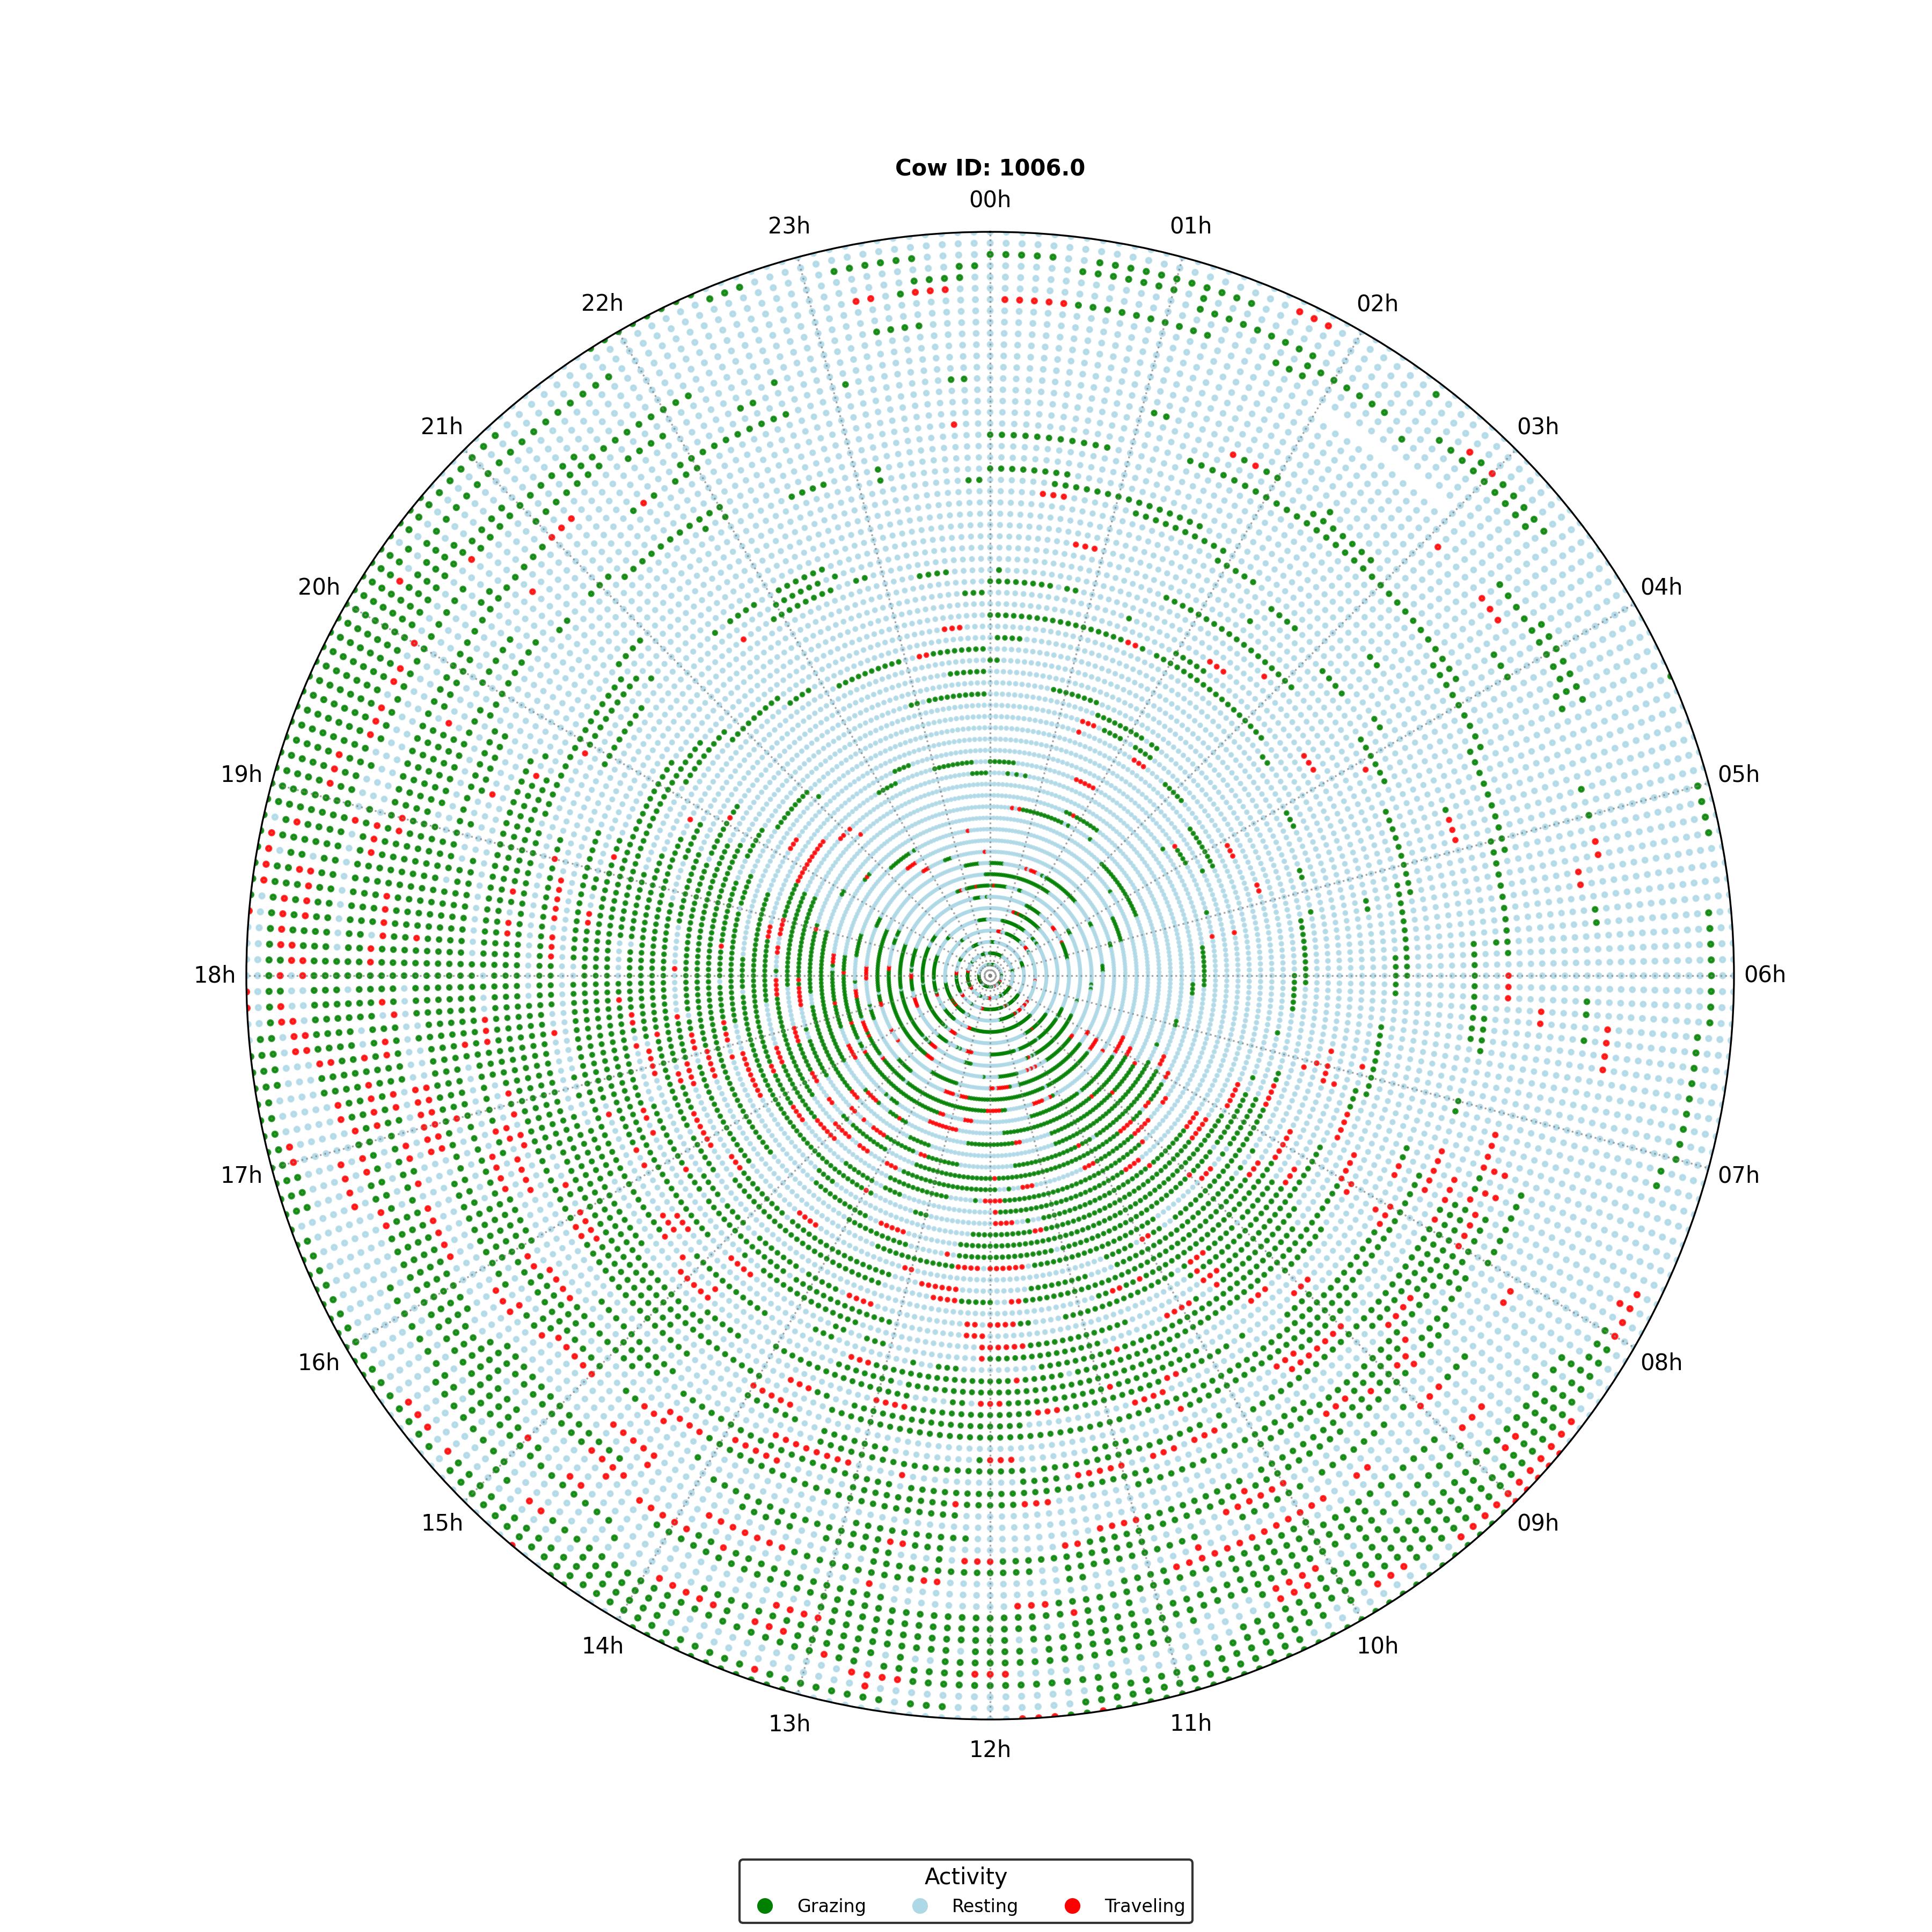 Cow ID: 1006.0
00h
01h
02h
03h
04h
05h
06h
07h
08h
09h
10h
11h
12h
13h
14h
15h
16h
17h
18h
19h
20h
21h
22h
23h
Activity
Grazing Resting Traveling